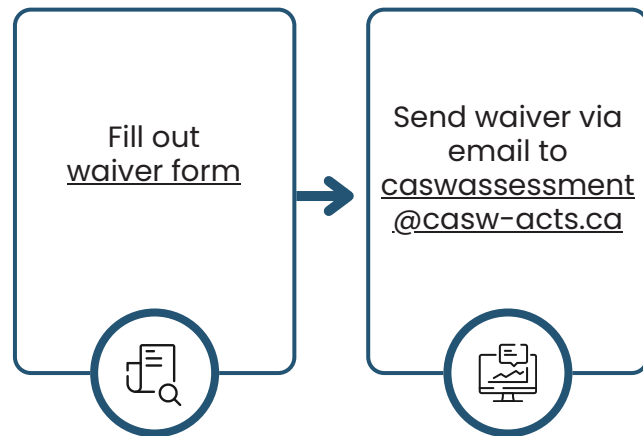 Fill out
waiver form
Send waiver via
email to
caswassessment
@casw-acts.ca